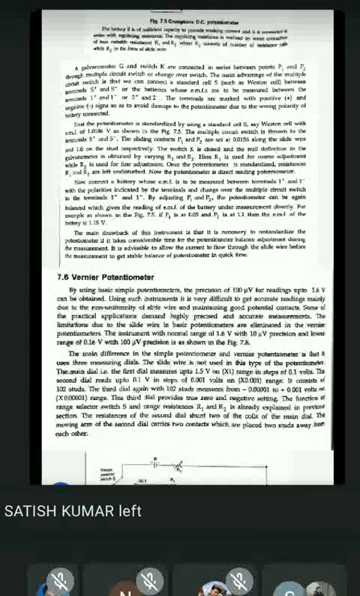 Fig. 7.5 Crompton's D.C. potentiometer
The battery B is of sufficient capacity to provide working current and it is connected in
series with regulating resistance. The regulating resistance is realised by series connection
of two variable resistances R1 and R2 where R1 consists of number of resistance coils
while R2 is the form of slide wire.
A galvanometer G and switch K are connected in series between points P1 and P2
through multiple circuit switch or change over switch. The main advantage of the multiple
circuit switch is that we can connect a standard cell S (such as Weston cell) between
terminals S+ and S- or the batteries whose e.m.f.s are to be measured between the
terminals 1+ and 1- or 2+ and 2-. The terminals are marked with positive (+) and
negative (-) signs so as to avoid damage to the potentiometer due to the wrong polarity of
battery connected.
First the potentiometer is standardized by using a standard cell S, say Weston cell with
e.m.f. of 1.0186 V as shown in the Fig. 7.5. The multiple circuit switch is thrown to the
terminals S+ and S-. The sliding contacts P1 and P2 are set at 0.0186 along the slide wire
and 1.0 on the stud respectively. The switch K is closed and the null deflection in the
galvanometer is obtained by varying R1 and R2. Here R1 is used for coarse adjustment
while R2 is used for fine adjustment. Once the potentiometer is standardized, resistances
R1 and R2 are left undisturbed. Now the potentiometer is direct reading potentiometer.
Now connect a battery whose e.m.f. is to be measured between terminals 1+ and 1-
with the polarities indicated by the terminals and change over the multiple circuit switch
to the terminals 1+ and 1-. By adjusting P1 and P2, the potentiometer can be again
balanced which gives the reading of e.m.f. of the battery under measurement directly. For
example as shown in the Fig. 7.5, if P1 is at 0.05 and P2 is at 1.1 then the e.m.f. of the
battery is 1.15 V.
The main drawback of this instrument is that it is necessary to restandardize the
potentiometer if it takes considerable time for the potentiometer balance adjustment during
the measurement. It is advisable to allow the current to flow through the slide wire before
the measurement to get stable balance of potentiometer in quick time.
7.6 Vernier Potentiometer
By using basic simple potentiometers, the precision of 100 μV for readings upto 1.6 V
can be obtained. Using such instruments it is very difficult to get accurate readings mainly
due to the non-uniformity of slide wire and maintaining good potential contacts. Some of
the practical applications demand highly precised and accurate measurements. The
limitations due to the slide wire in basic potentiometers are eliminated in the vernier
potentiometers. The instrument with normal range of 1.6 V with 10 μV precision and lower
range of 0.16 V with 100 μV precision is as shown in the Fig. 7.6.
The main difference in the simple potentiometer and vernier potentiometer is that it
uses three measuring dials. The slide wire is not used in this type of the potentiometer.
The main dial i.e. the first dial measures upto 1.5 V on (X1) range in steps of 0.1 volts. The
second dial reads upto 0.1 V in steps of 0.001 volts on (X0.001) range. It consists of
102 studs. The third dial again with 102 studs measures from - 0.00001 to + 0.001 volts
(X0.00001) range. This third dial provides true zero and negative setting. The function of
range selector switch S and range resistances R1 and R2 is already explained in previous
section. The resistances of the second dial shunt two of the coils of the main dial. The
moving arm of the second dial carries two contacts which are placed two studs away from
each other.
SATISH KUMAR left